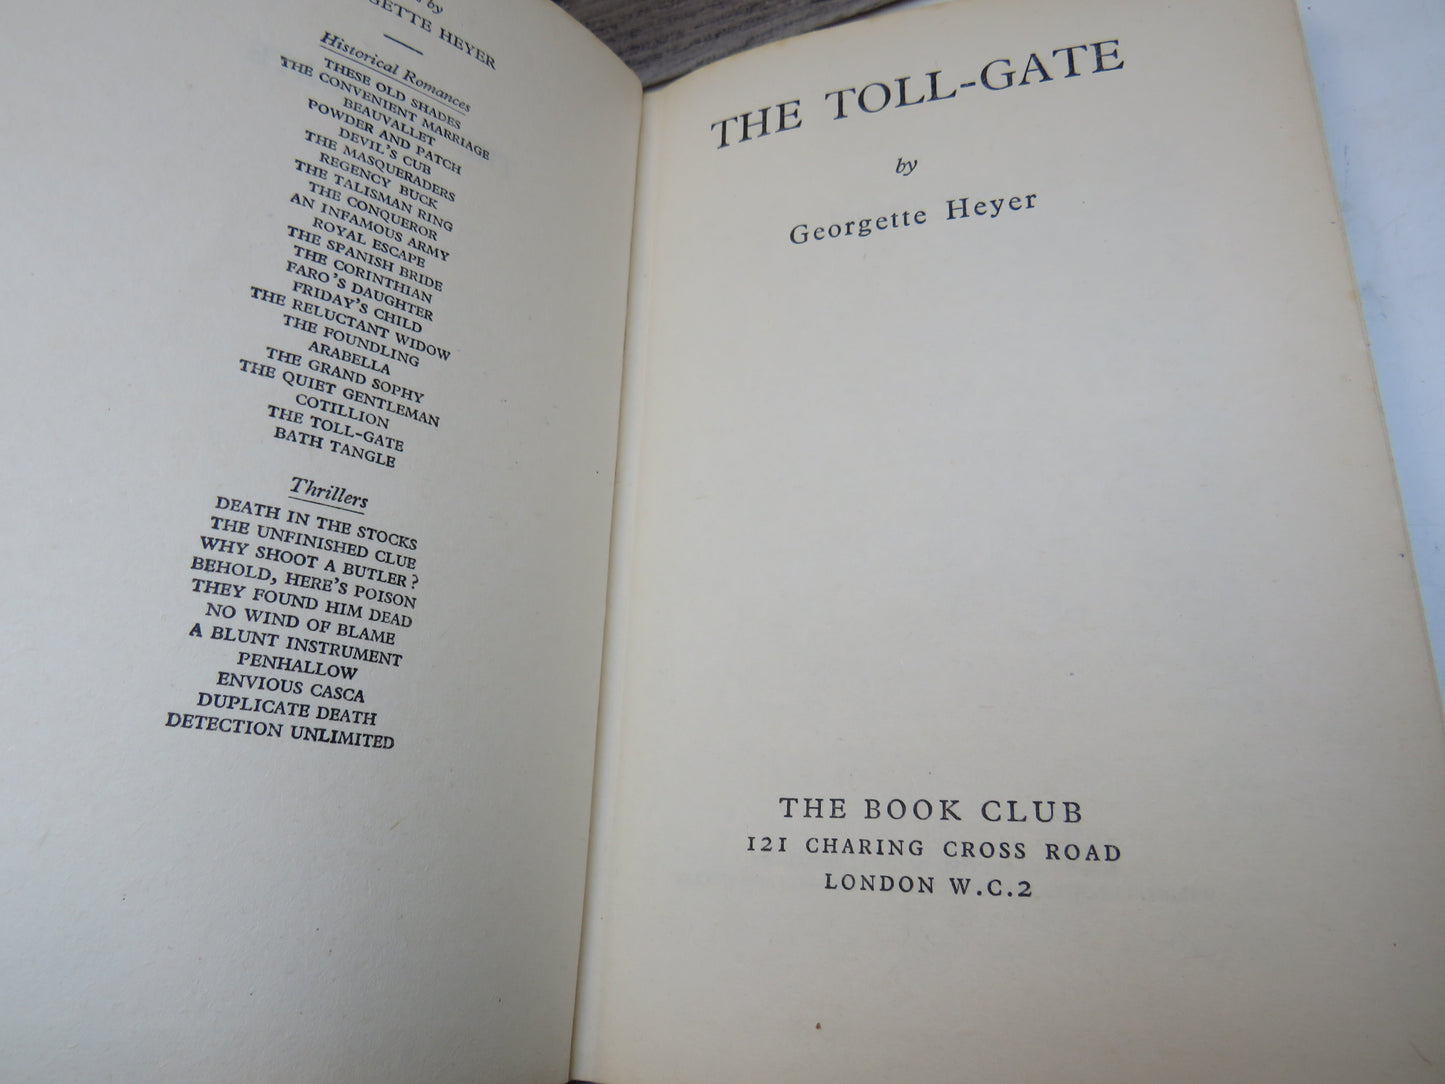 by
GETTE HEYER
Historical Romances
THESE OLD SHADES
THE CONVENIENT MARRIAGE
BEAUVALLET
POWDER AND PATCH
DEVIL'S CUB
THE MASQUERADERS
REGENCY BUCK
THE TALISMAN RING
THE CONQUEROR
AN INFAMOUS ARMY
ROYAL ESCAPE
THE SPANISH BRIDE
THE CORINTHIAN
FARO'S DAUGHTER
FRIDAY'S CHILD
THE RELUCTANT WIDOW
THE FOUNDLING
ARABELLA
THE GRAND SOPHY
THE QUIET GENTLEMAN
COTILLION
THE TOLL-GATE
BATH TANGLE
Thrillers
DEATH IN THE STOCKS
THE UNFINISHED CLUE
WHY SHOOT A BUTLER?
BEHOLD, HERE'S POISON
THEY FOUND HIM DEAD
NO WIND OF BLAME
A BLUNT INSTRUMENT
PENHALLOW
ENVIOUS CASCA
DUPLICATE DEATH
DETECTION UNLIMITED
THE TOLL-GATE
by
Georgette Heyer
THE BOOK CLUB
121 CHARING CROSS ROAD
LONDON W.C.2